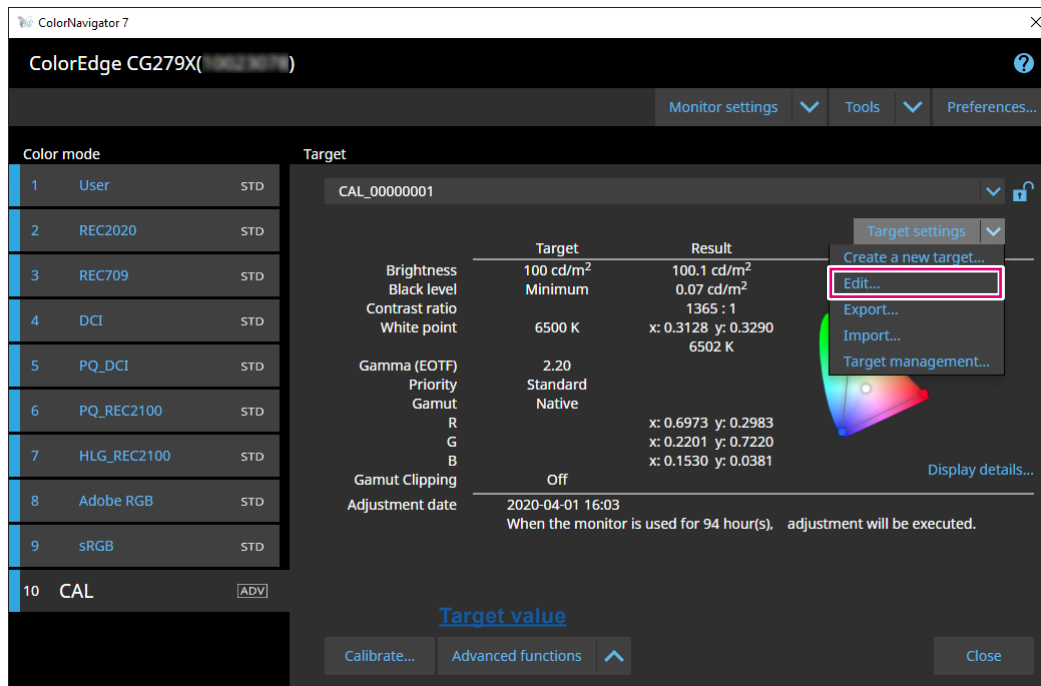 ColorNavigator 7
ColorEdge CG279X( )
Monitor settings Tools Preferences...
Color mode
1 User STD
2 REC2020 STD
3 REC709 STD
4 DCI STD
5 PQ_DCI STD
6 PQ_REC2100 STD
7 HLG_REC2100 STD
8 Adobe RGB STD
9 sRGB STD
10 CAL ADV
Target
CAL_00000001
Target settings
Create a new target...
Edit...
Export...
Import...
Target management...
Target Result
Brightness 100 cd/m² 100.1 cd/m²
Black level Minimum 0.07 cd/m²
Contrast ratio 1365 : 1
White point 6500 K x: 0.3128 y: 0.3290
6502 K
Gamma (EOTF) 2.20
Priority Standard
Gamut Native
R x: 0.6973 y: 0.2983
G x: 0.2201 y: 0.7220
B x: 0.1530 y: 0.0381
Gamut Clipping Off
Display details...
Adjustment date 2020-04-01 16:03
When the monitor is used for 94 hour(s), adjustment will be executed.
Target value
Calibrate... Advanced functions Close